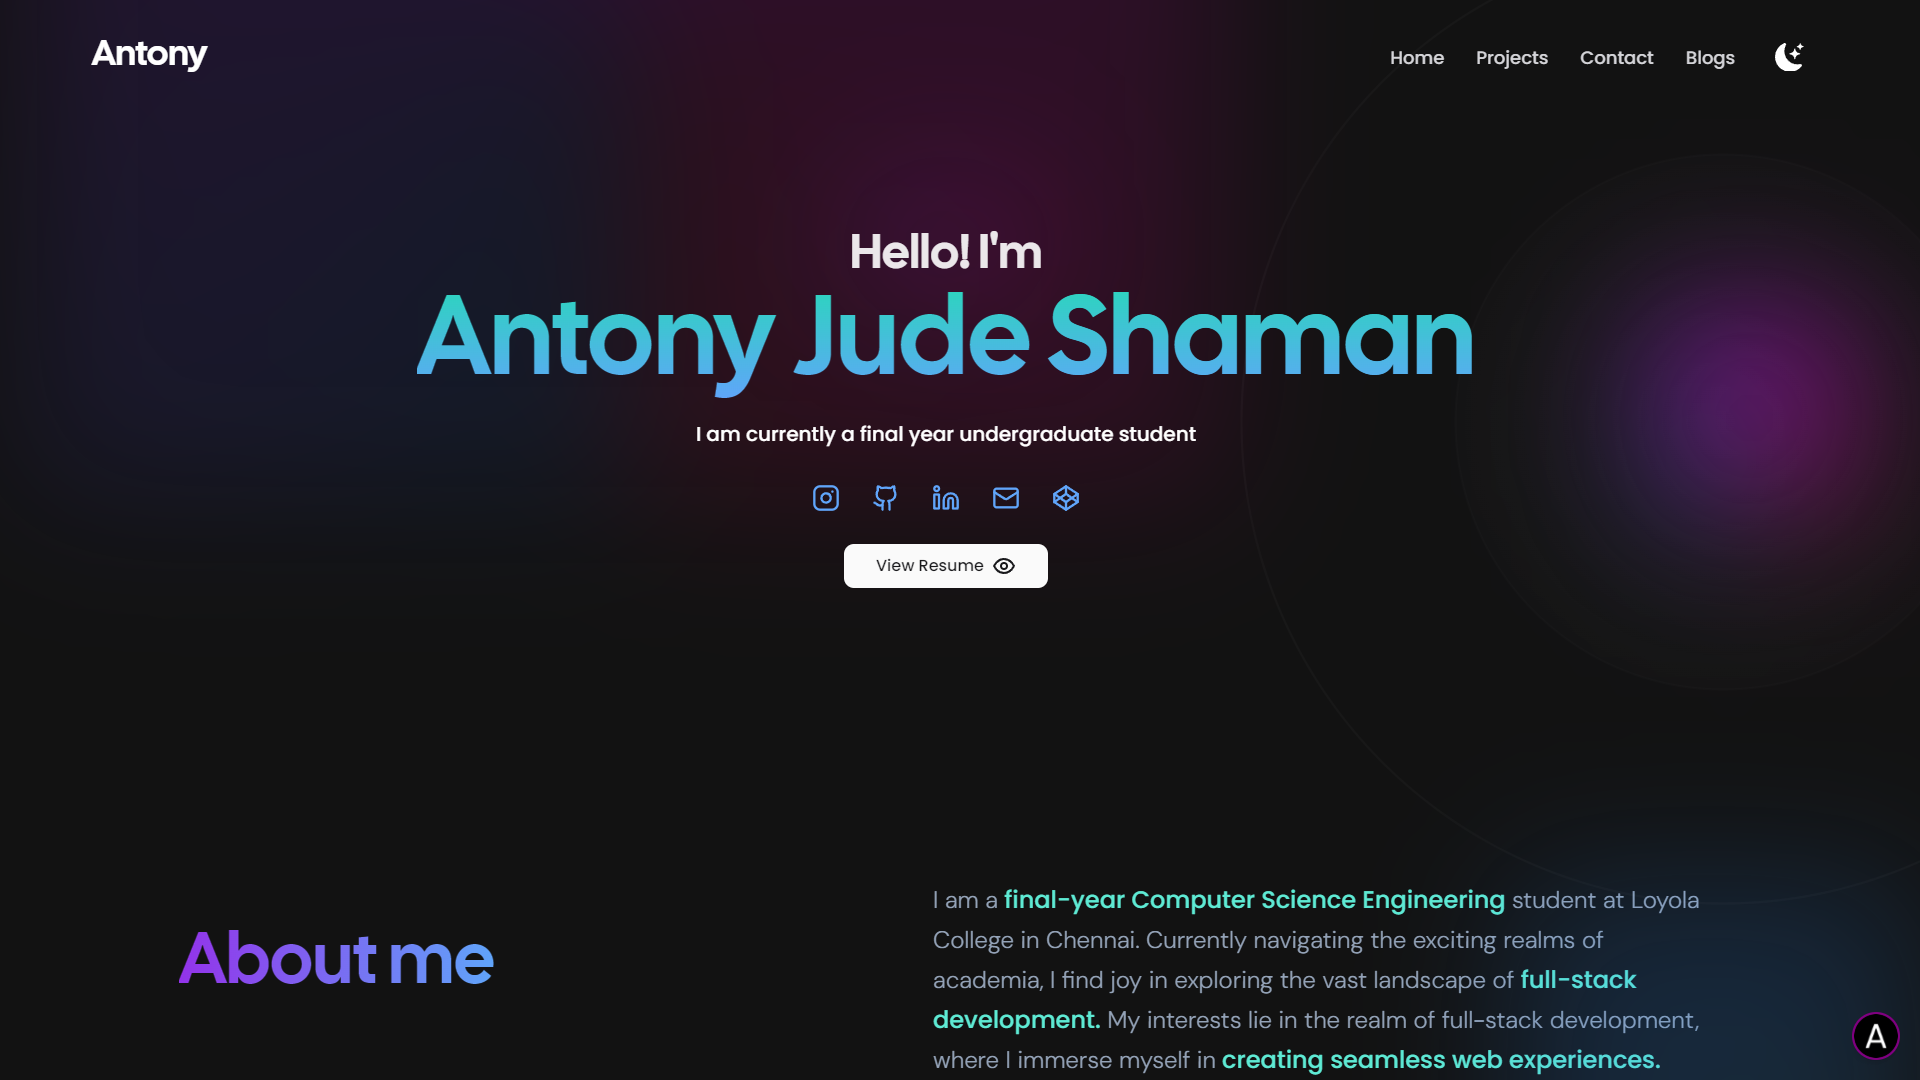 Antony
Home Projects Contact Blogs
Hello! I'm
Antony Jude Shaman
I am currently a final year undergraduate student
View Resume
About me
I am a final-year Computer Science Engineering student at Loyola
College in Chennai. Currently navigating the exciting realms of
academia, I find joy in exploring the vast landscape of full-stack
development. My interests lie in the realm of full-stack development,
where I immerse myself in creating seamless web experiences.
A